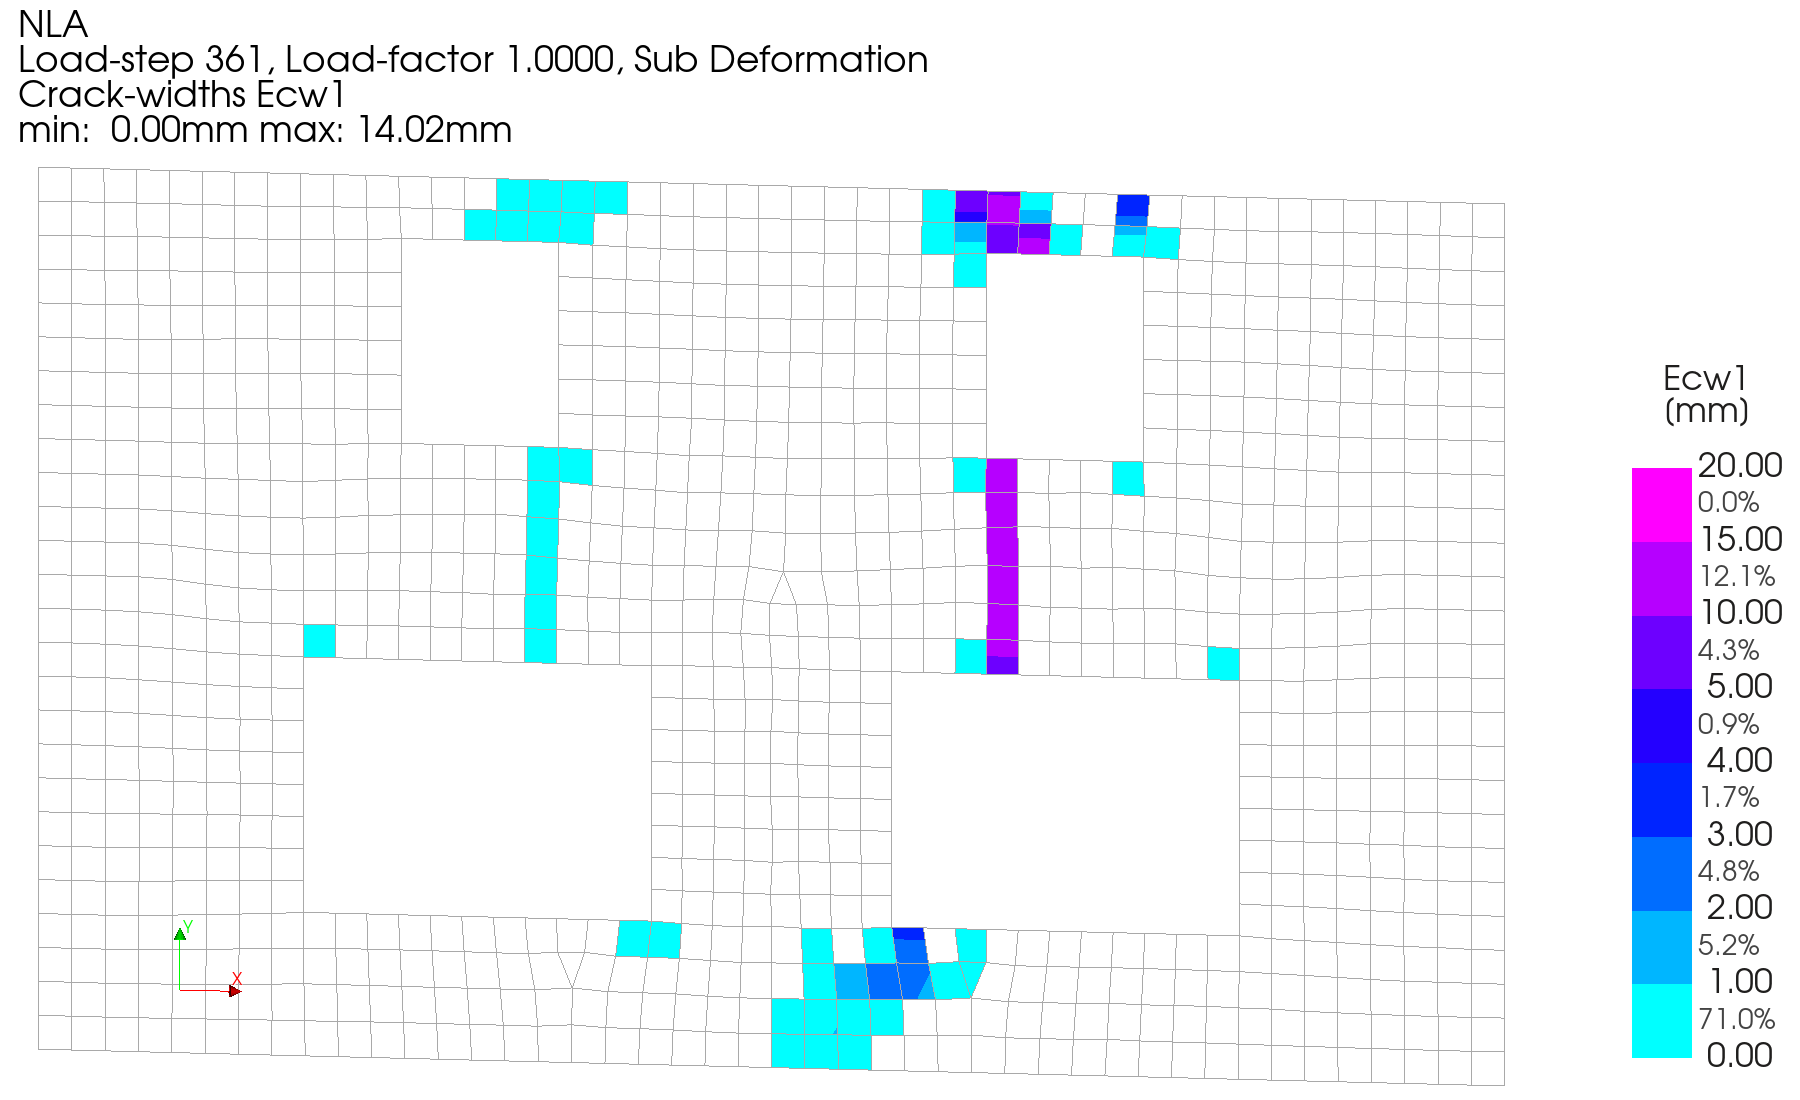 NLA
Load-step 361, Load-factor 1.0000, Sub Deformation
Crack-widths Ecw1
min:  0.00mm max: 14.02mm
Ecw1
(mm)
20.00
0.0%
15.00
12.1%
10.00
4.3%
5.00
0.9%
4.00
1.7%
3.00
4.8%
2.00
5.2%
1.00
71.0%
0.00
Y
X